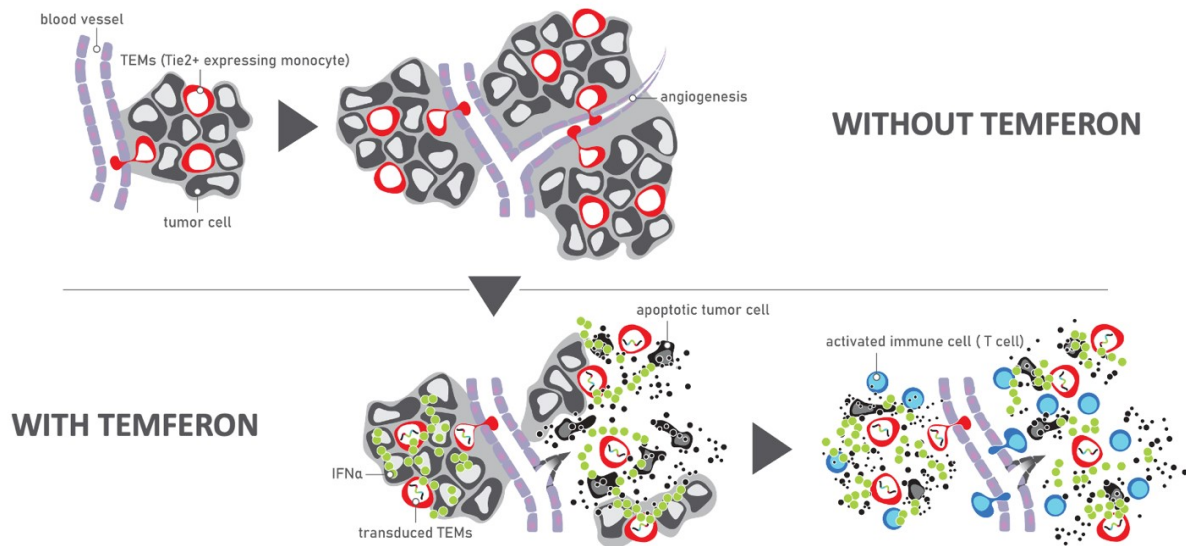 blood vessel
TEMs (Tie2+ expressing monocyte)
tumor cell
angiogenesis
WITHOUT TEMFERON
WITH TEMFERON
apoptotic tumor cell
IFNα
transduced TEMs
activated immune cell ( T cell)